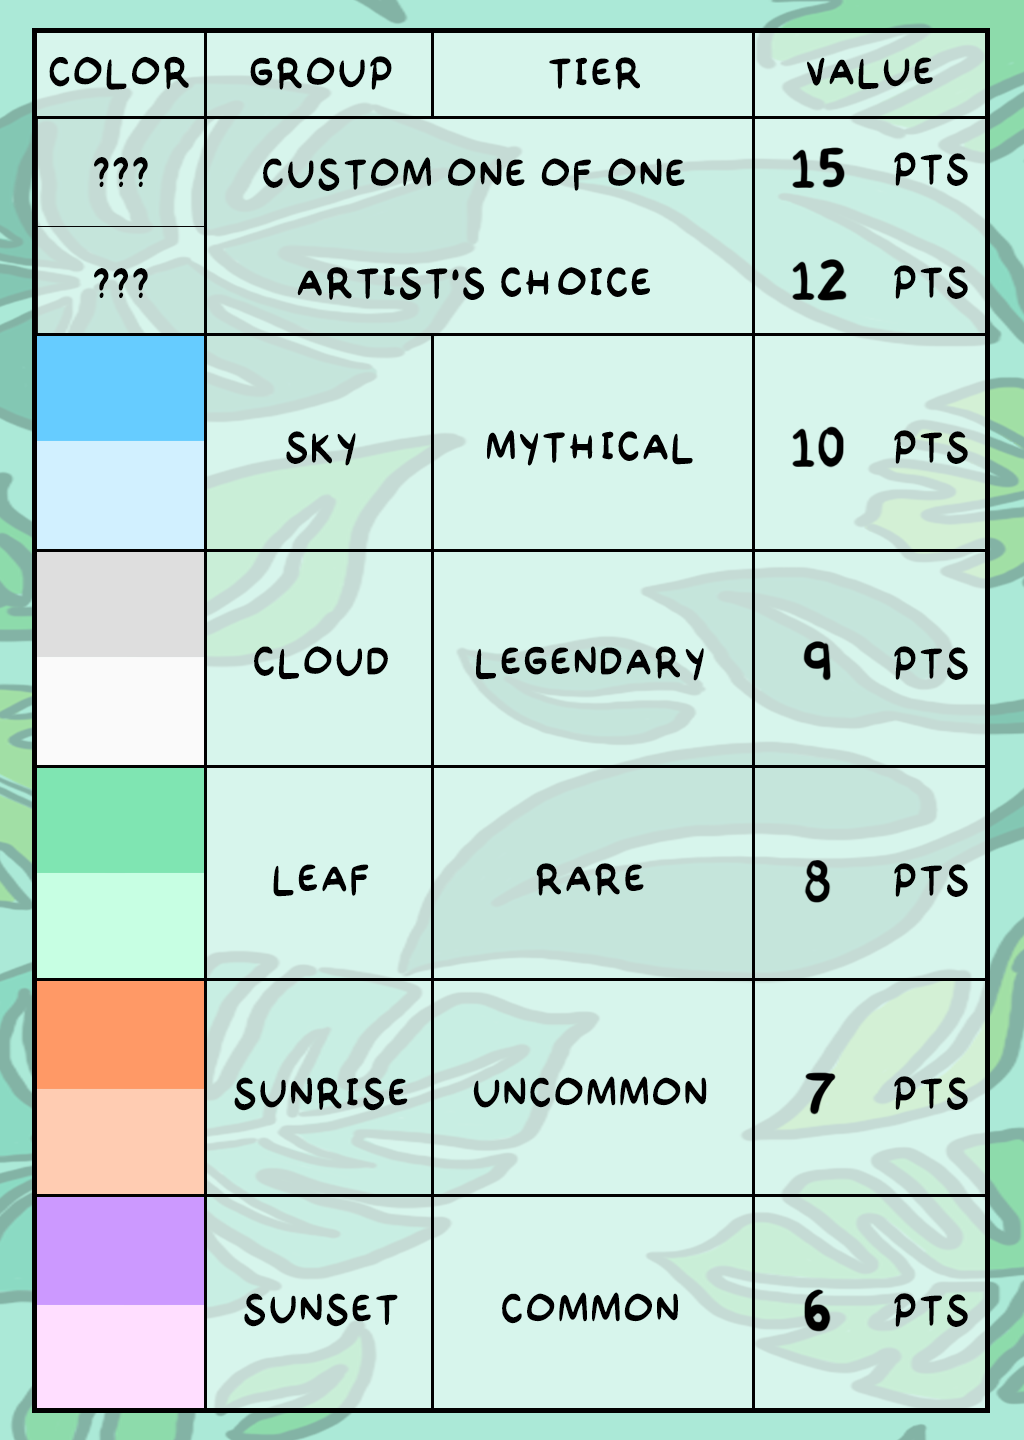 COLOR GROUP TIER VALUE
??? CUSTOM ONE OF ONE 15 PTS
??? ARTIST'S CHOICE 12 PTS
SKY MYTHICAL 10 PTS
CLOUD LEGENDARY 9 PTS
LEAF RARE 8 PTS
SUNRISE UNCOMMON 7 PTS
SUNSET COMMON 6 PTS